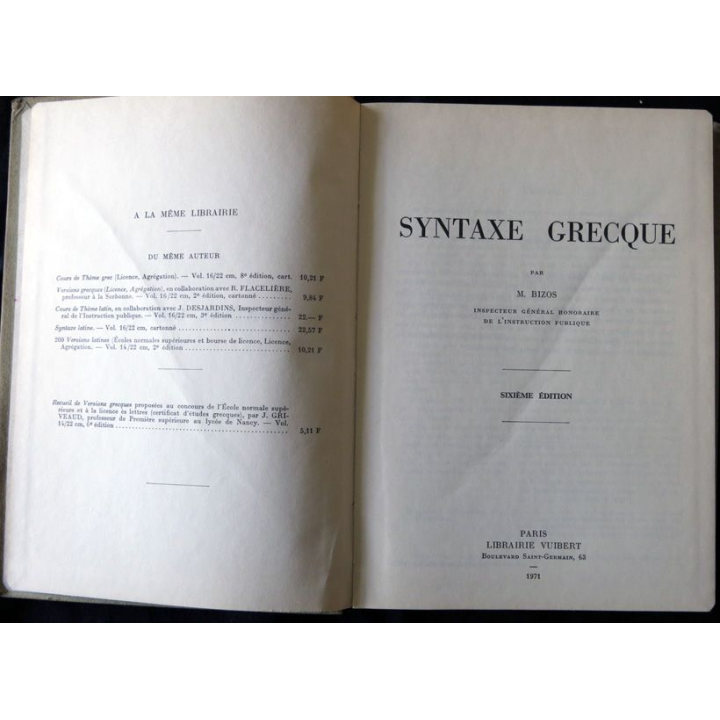 A LA MÊME LIBRAIRIE
DU MÊME AUTEUR
Cours de Thème grec (Licence, Agrégation). — Vol. 16/22 cm, 8e édition, cart. 10,21 F
Versions grecques (Licence, Agrégation), en collaboration avec R. FLACELIÈRE,
professeur à la Sorbonne. — Vol. 16/22 cm, 2e édition, cartonné 9,84 F
Cours de Thème latin, en collaboration avec J. DESJARDINS, Inspecteur géné-
ral de l'Instruction publique. — Vol. 16/22 cm, 3e édition 22,— F
Syntaxe latine. — Vol. 16/22 cm, cartonné 22,57 F
200 Versions latines (Écoles normales supérieures et bourse de licence, Licence,
Agrégation. — Vol. 14/22 cm, 2e édition 10,21 F
Recueil de Versions grecques proposées au concours de l'École normale supé-
rieure et à la licence ès lettres (certificat d'études grecques), par J. GRI-
VEAUD, professeur de Première supérieure au lycée de Nancy. — Vol.
14/22 cm, 6e édition 5,11 F
SYNTAXE GRECQUE
PAR
M. BIZOS
INSPECTEUR GÉNÉRAL HONORAIRE
DE L'INSTRUCTION PUBLIQUE
SIXIÈME ÉDITION
PARIS
LIBRAIRIE VUIBERT
BOULEVARD SAINT-GERMAIN, 63
1971